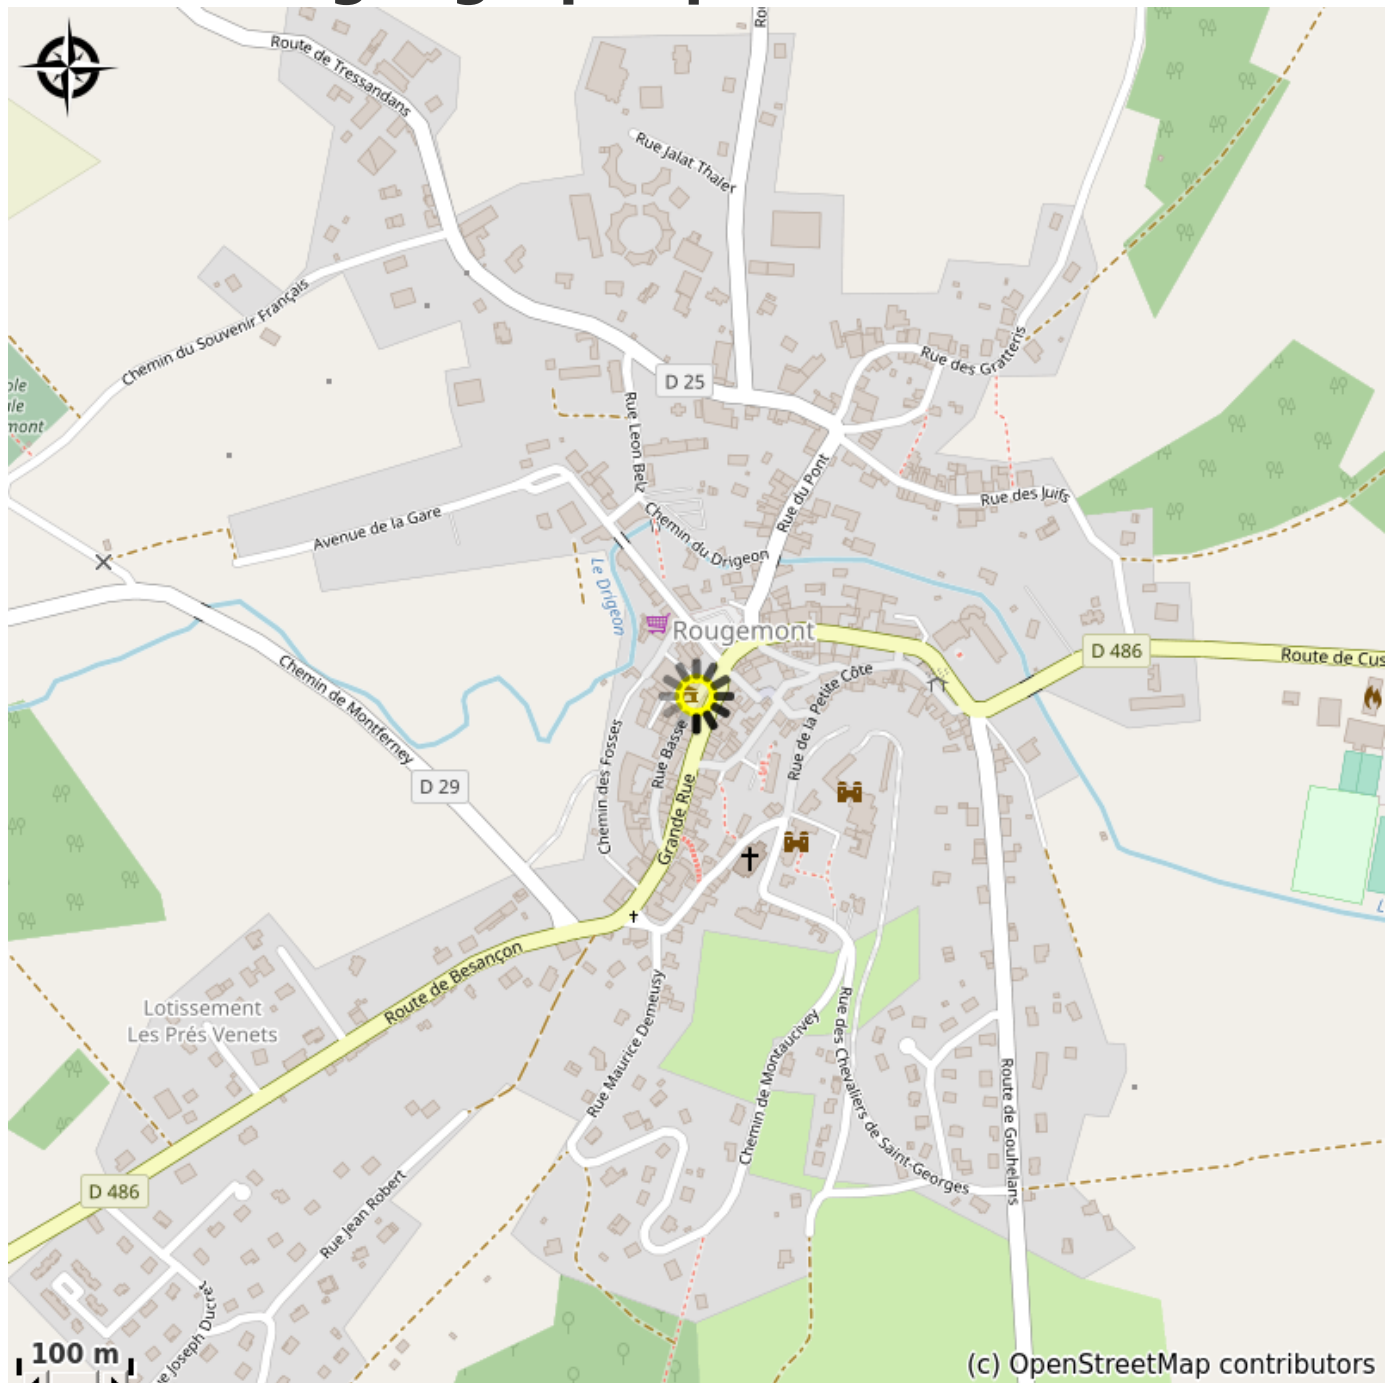 Route de Tressandans
Rue Jalat Thaler
Chemin du Souvenir Français
Rue des Gratteris
D 25
Rue Leon Belz
Rue du Pont
Rue des Juifs
Avenue de la Gare
Chemin du Drigeon
Le Drigeon
Rougemont
D 486
Route de Cus
Chemin de Montferney
Rue de la Petite Côte
Rue Basse
Chemin des Fosses
D 29
Grande Rue
Route de Besançon
Lotissement
Les Prés Venets
Rue Maurice Demeusy
Chemin de Montaucivey
Rue des Chevaliers de Saint-Georges
Route de Gouhelans
D 486
Rue Jean Robert
ue Joseph Ducret
100 m
(c) OpenStreetMap contributors